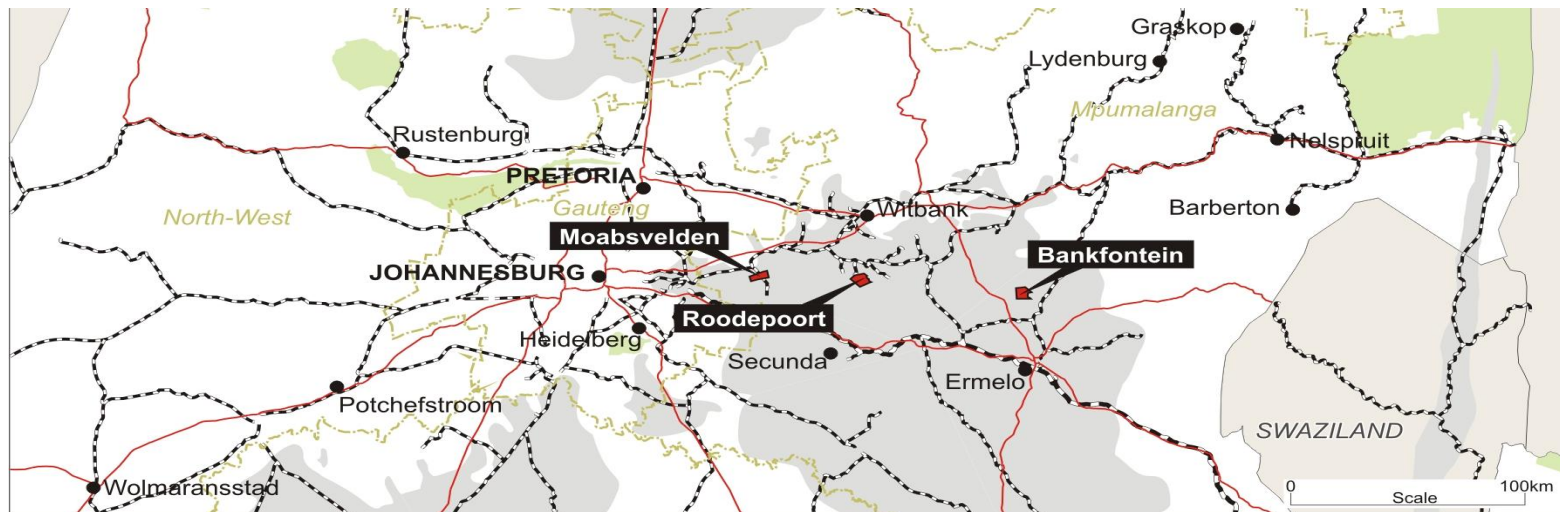 Graskop
Lydenburg
Mpumalanga
Rustenburg
Nelspruit
PRETORIA
North-West
Gauteng
Witbank
Barberton
Moabsvelden
Bankfontein
JOHANNESBURG
Roodepoort
Heidelberg
Secunda
Ermelo
Potchefstroom
SWAZILAND
Wolmaransstad
0 100km
Scale